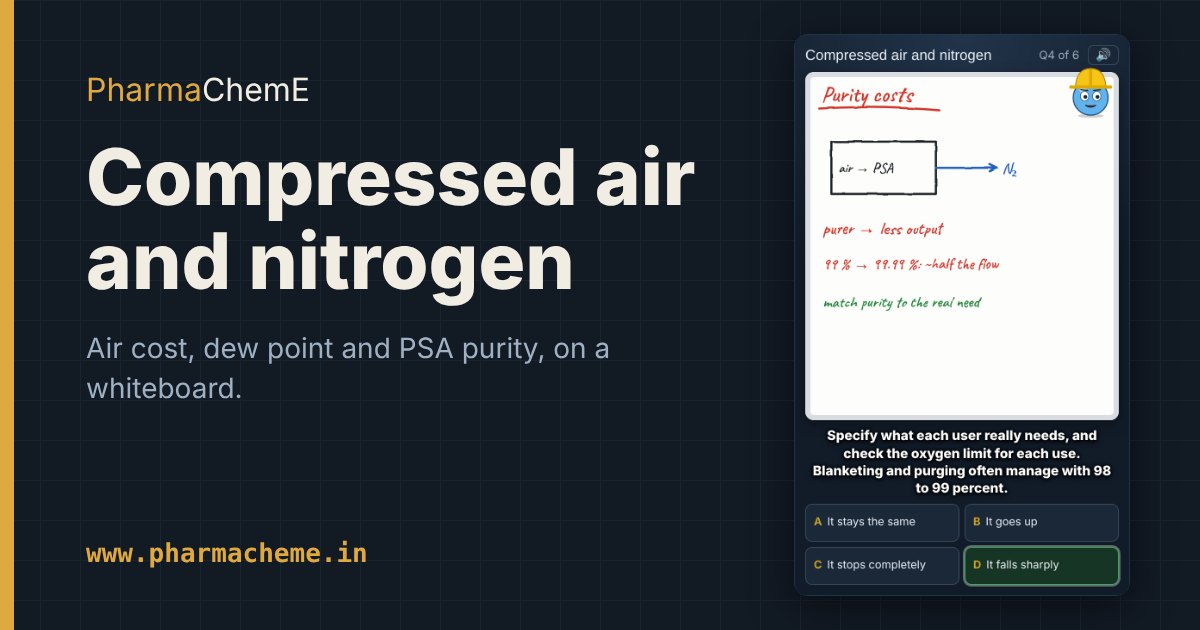 PharmaChemE
Compressed air
and nitrogen
Air cost, dew point and PSA purity, on a
whiteboard.
www.pharmacheme.in
Compressed air and nitrogen
Q4 of 6
Purity costs
air → PSA
N₂
purer → less output
99 % → 99.99 %: ~half the flow
match purity to the real need
Specify what each user really needs, and
check the oxygen limit for each use.
Blanketing and purging often manage with 98
to 99 percent.
A It stays the same
B It goes up
C It stops completely
D It falls sharply